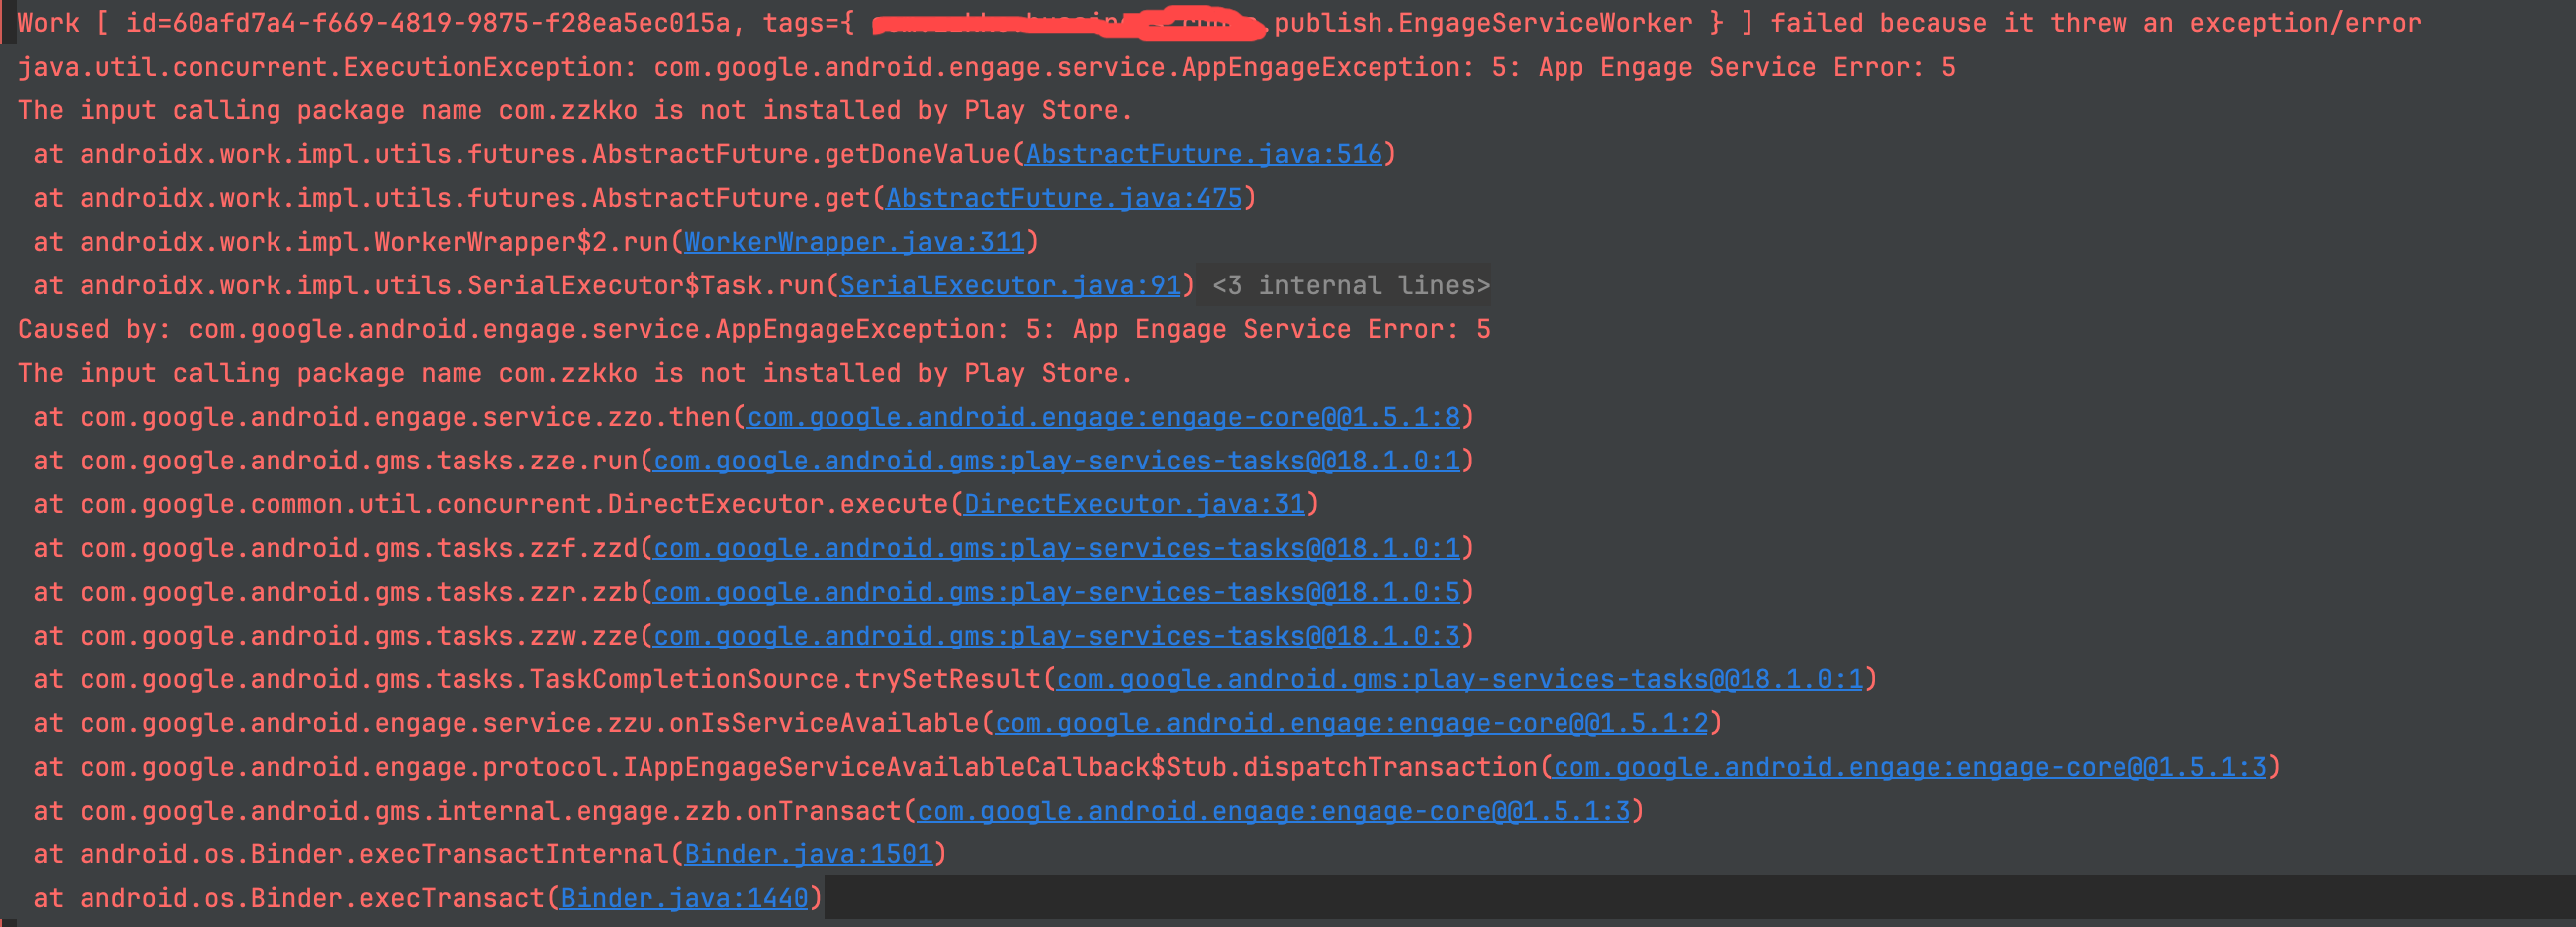 Work [ id=60afd7a4-f669-4819-9875-f28ea5ec015a, tags={ .publish.EngageServiceWorker } ] failed because it threw an exception/error
java.util.concurrent.ExecutionException: com.google.android.engage.service.AppEngageException: 5: App Engage Service Error: 5
The input calling package name com.zzkko is not installed by Play Store.
at androidx.work.impl.utils.futures.AbstractFuture.getDoneValue(AbstractFuture.java:516)
at androidx.work.impl.utils.futures.AbstractFuture.get(AbstractFuture.java:475)
at androidx.work.impl.WorkerWrapper$2.run(WorkerWrapper.java:311)
at androidx.work.impl.utils.SerialExecutor$Task.run(SerialExecutor.java:91) <3 internal lines>
Caused by: com.google.android.engage.service.AppEngageException: 5: App Engage Service Error: 5
The input calling package name com.zzkko is not installed by Play Store.
at com.google.android.engage.service.zzo.then(com.google.android.engage:engage-core@@1.5.1:8)
at com.google.android.gms.tasks.zze.run(com.google.android.gms:play-services-tasks@@18.1.0:1)
at com.google.common.util.concurrent.DirectExecutor.execute(DirectExecutor.java:31)
at com.google.android.gms.tasks.zzf.zzd(com.google.android.gms:play-services-tasks@@18.1.0:1)
at com.google.android.gms.tasks.zzr.zzb(com.google.android.gms:play-services-tasks@@18.1.0:5)
at com.google.android.gms.tasks.zzw.zze(com.google.android.gms:play-services-tasks@@18.1.0:3)
at com.google.android.gms.tasks.TaskCompletionSource.trySetResult(com.google.android.gms:play-services-tasks@@18.1.0:1)
at com.google.android.engage.service.zzu.onIsServiceAvailable(com.google.android.engage:engage-core@@1.5.1:2)
at com.google.android.engage.protocol.IAppEngageServiceAvailableCallback$Stub.dispatchTransaction(com.google.android.engage:engage-core@@1.5.1:3)
at com.google.android.gms.internal.engage.zzb.onTransact(com.google.android.engage:engage-core@@1.5.1:3)
at android.os.Binder.execTransactInternal(Binder.java:1501)
at android.os.Binder.execTransact(Binder.java:1440)